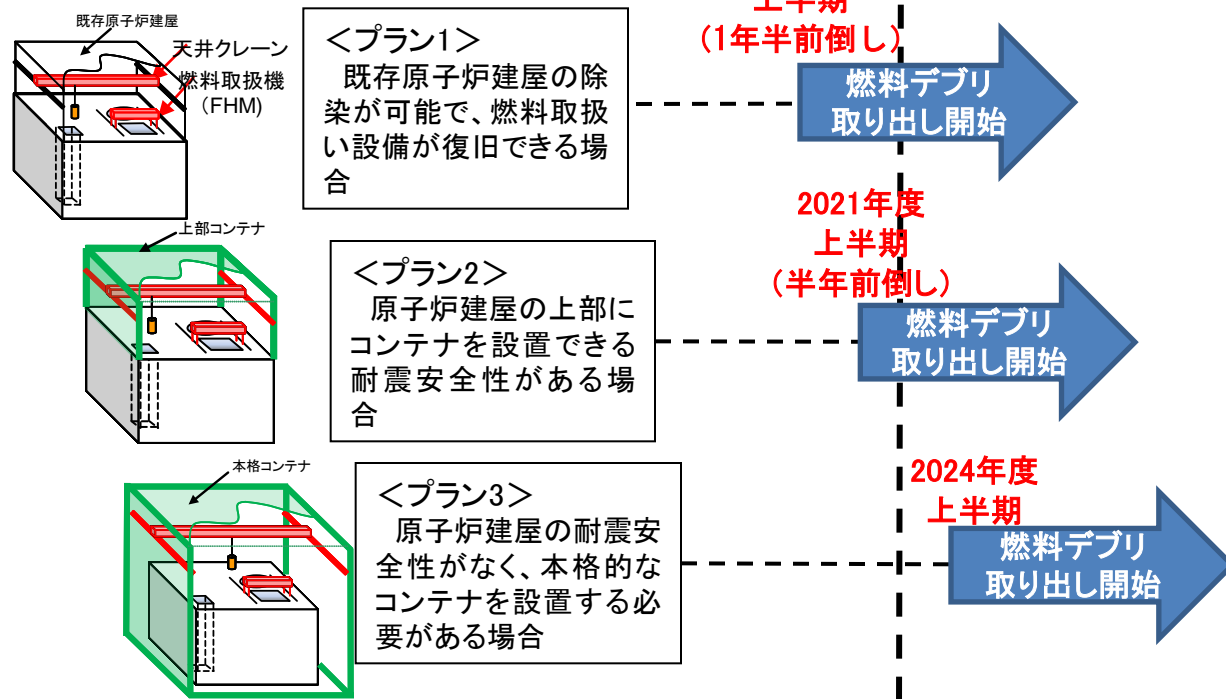 既存原子炉建屋
天井クレーン
燃料取扱機
(FHM)
<プラン1>
既存原子炉建屋の除
染が可能で、燃料取扱
い設備が復旧できる場
合
上半期
(1年半前倒し)
燃料デブリ
取り出し開始
上部コンテナ
<プラン2>
原子炉建屋の上部に
コンテナを設置できる
耐震安全性がある場
合
2021年度
上半期
(半年前倒し)
燃料デブリ
取り出し開始
本格コンテナ
<プラン3>
原子炉建屋の耐震安
全性がなく、本格的な
コンテナを設置する必
要がある場合
2024年度
上半期
燃料デブリ
取り出し開始